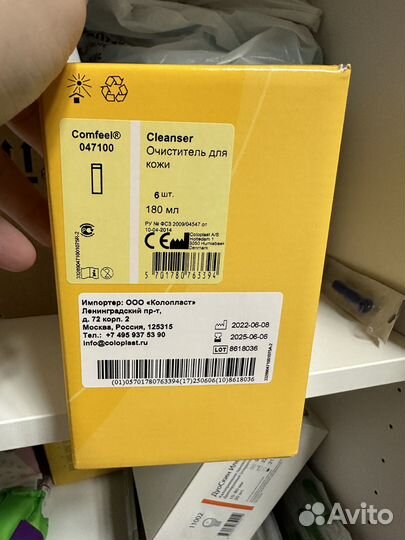 Comfeel®
047100
Cleanser
Очиститель для
кожи
6 шт.
180 мл
РУ № ФСЗ 2009/04547 от
10-04-2014
CE
Coloplast A/S
Holtedam 1
3050 Humlebaek
Denmark
5 701780 763394
Импортер: ООО «Колопласт»
Ленинградский пр-т,
д. 72 корп. 2
Москва, Россия, 125315
Тел.: +7 495 937 53 90
info@coloplast.ru
2022-06-08
2025-06-06
LOT 8618036
(01)05701780763394(17)250606(10)8618036
11002
Avito